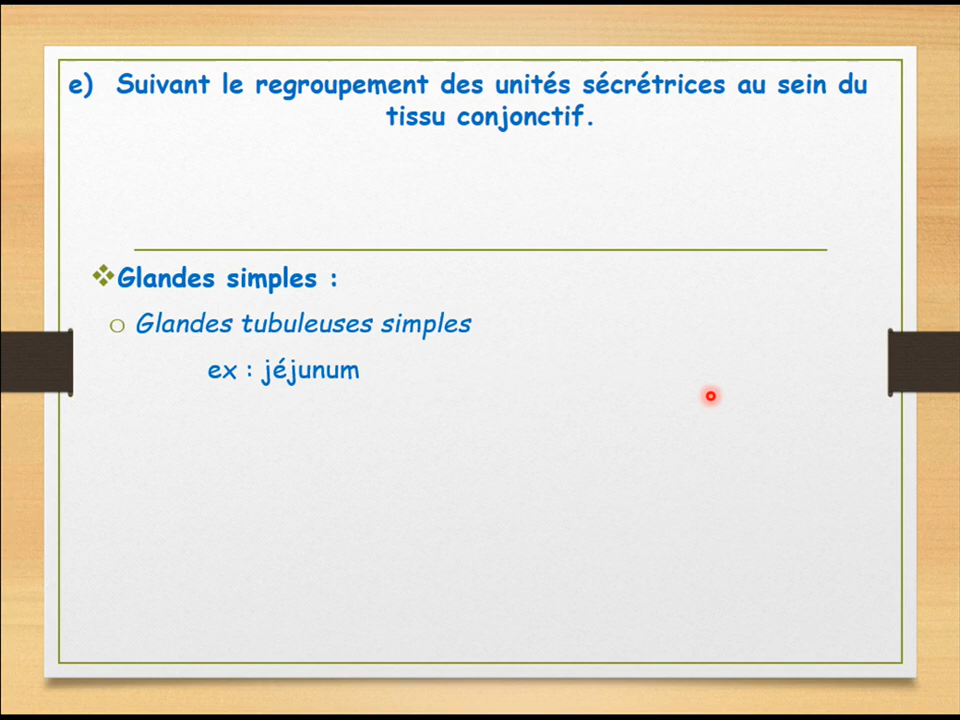 e) Suivant le regroupement des unités sécrétrices au sein du
tissu conjonctif.
❖Glandes simples :
o Glandes tubuleuses simples
ex : jéjunum